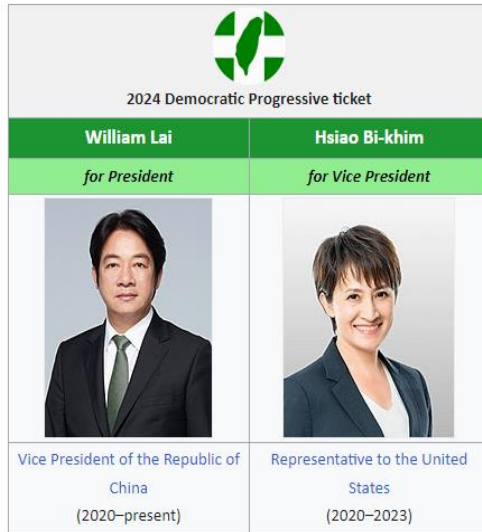 2024 Democratic Progressive ticket
William Lai
Hsiao Bi-khim
for President
for Vice President
Vice President of the Republic of
China
(2020–present)
Representative to the United
States
(2020–2023)